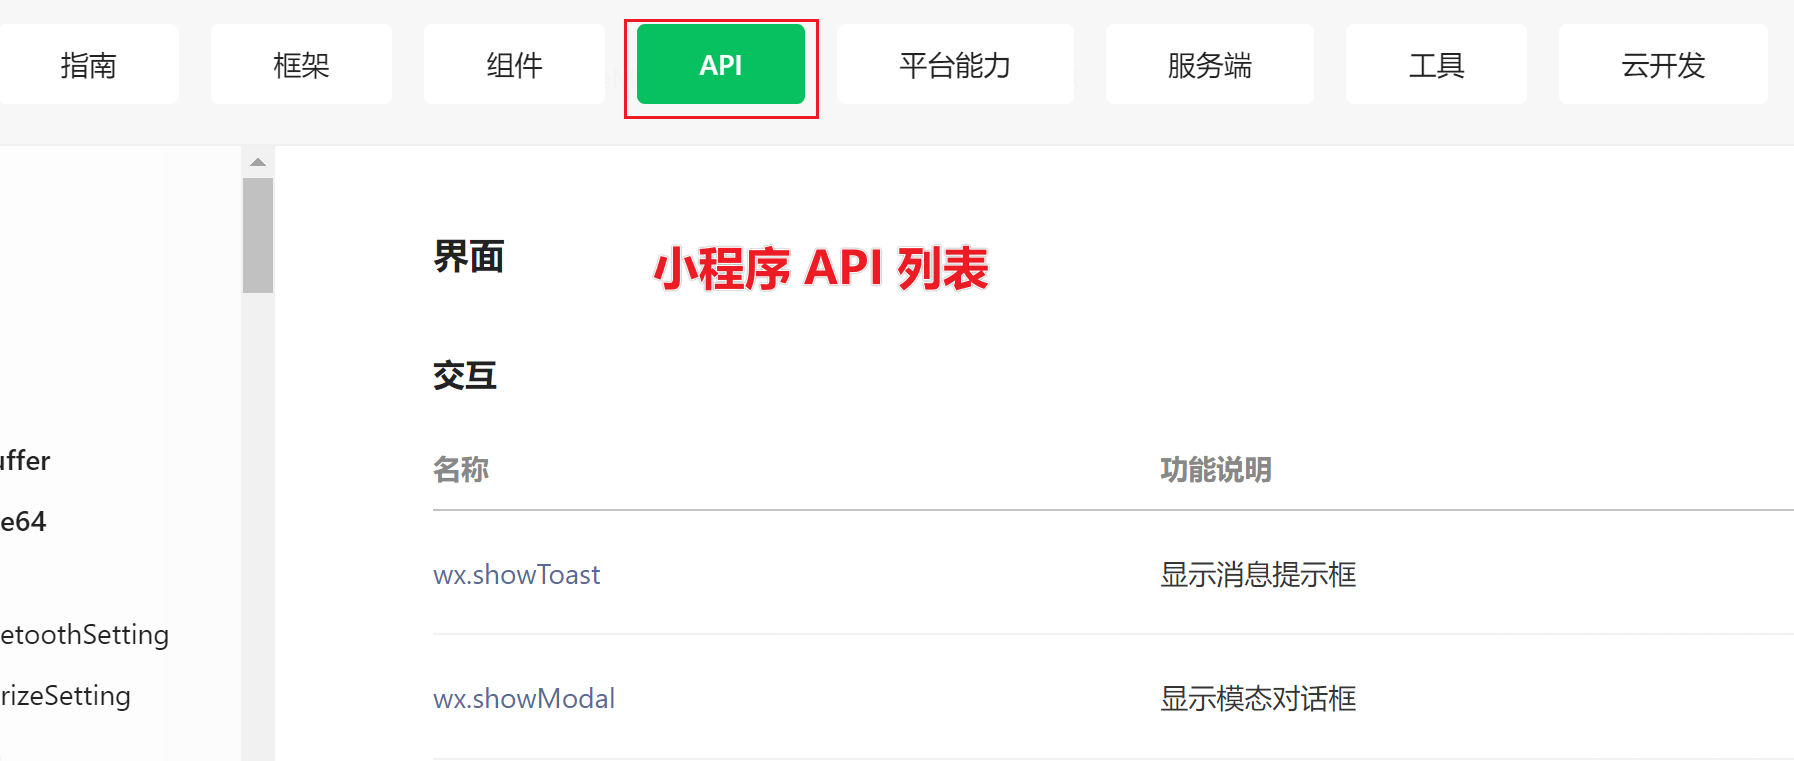 指南 框架 组件 API 平台能力 服务端 工具 云开发
界面
小程序 API 列表
交互
uffer
名称 功能说明
e64
wx.showToast 显示消息提示框
etoothSetting
rizeSetting
wx.showModal 显示模态对话框